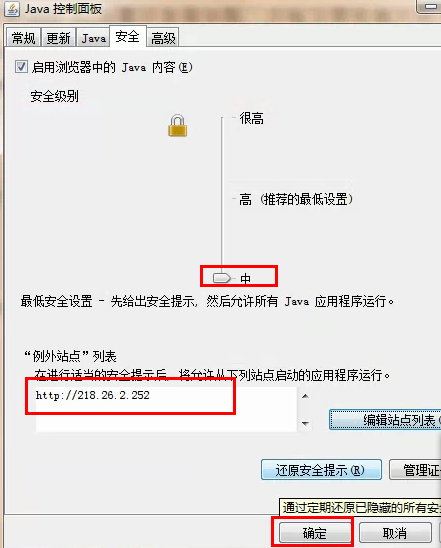 Java 控制面板
常规 更新 Java 安全 高级
启用浏览器中的 Java 内容(E)
安全级别
很高
高 (推荐的最低设置)
中
最低安全设置 - 先给出安全提示, 然后允许所有 Java 应用程序运行。
“例外站点”列表
在进行适当的安全提示后, 将允许从下列站点启动的应用程序运行。
http://218.26.2.252
编辑站点列表(
还原安全提示(R)
管理证
通过定期还原已隐藏的所有安
确定 取消